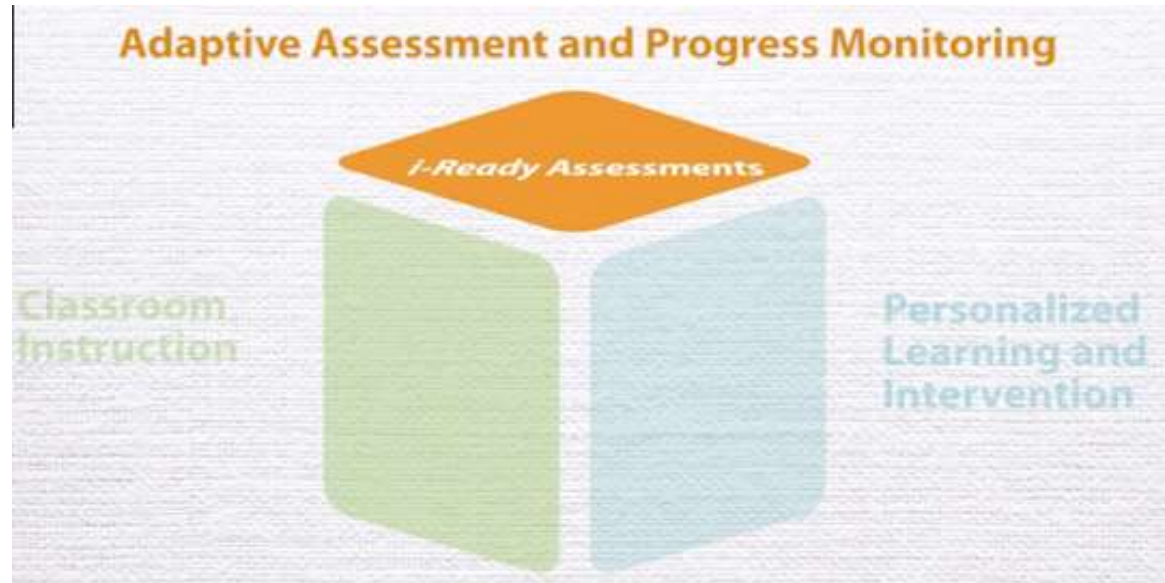 Adaptive Assessment and Progress Monitoring
i-Ready Assessments
Classroom
Instruction
Personalized
Learning and
Intervention